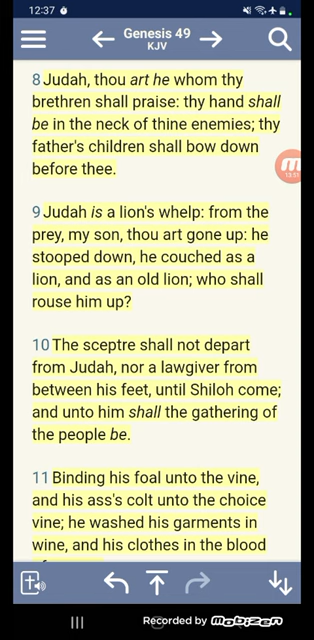 12:37
Genesis 49
KJV
8 Judah, thou art he whom thy
brethren shall praise: thy hand shall
be in the neck of thine enemies; thy
father's children shall bow down
before thee.
9 Judah is a lion's whelp: from the
prey, my son, thou art gone up: he
stooped down, he couched as a
lion, and as an old lion; who shall
rouse him up?
10 The sceptre shall not depart
from Judah, nor a lawgiver from
between his feet, until Shiloh come;
and unto him shall the gathering of
the people be.
11 Binding his foal unto the vine,
and his ass's colt unto the choice
vine; he washed his garments in
wine, and his clothes in the blood
Recorded by mobizen